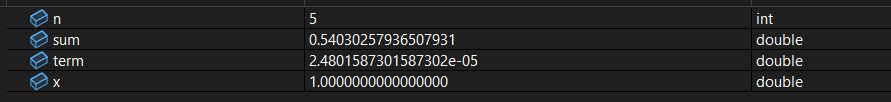 n 5 int
sum 0.54030257936507931 double
term 2.4801587301587302e-05 double
x 1.0000000000000000 double